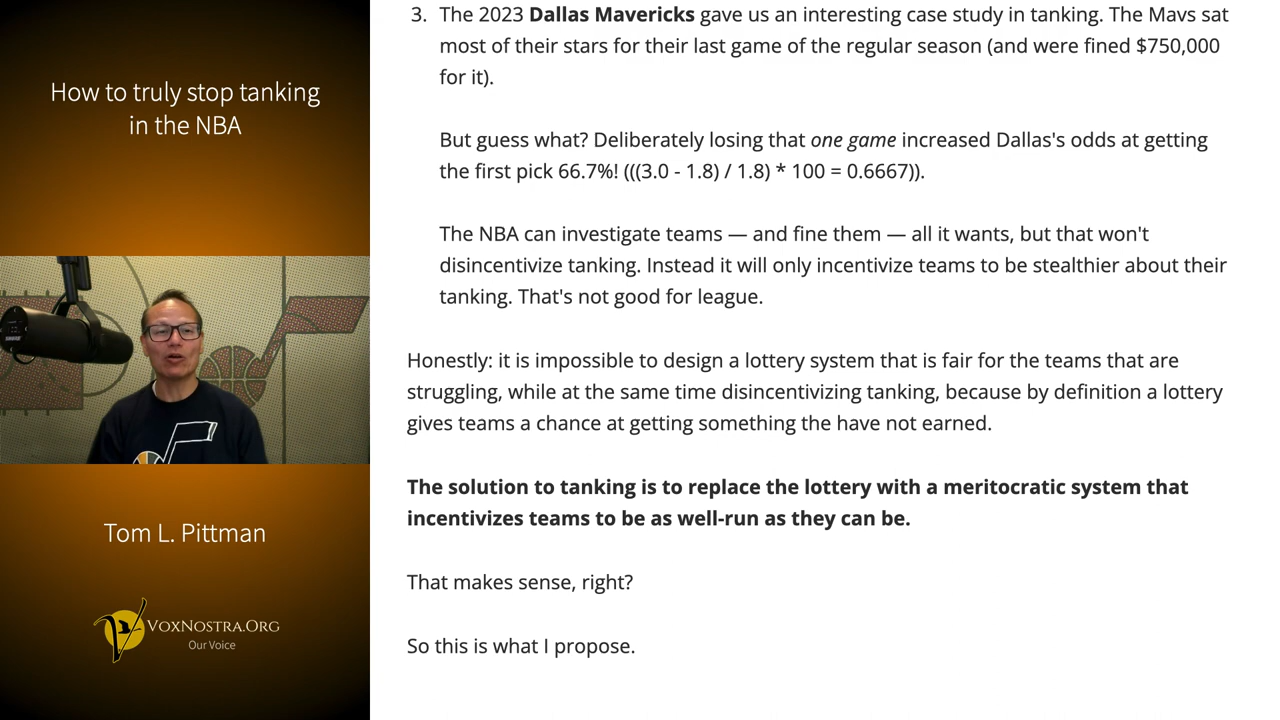 How to truly stop tanking
in the NBA
Tom L. Pittman
VOXNOSTRA.ORG
Our Voice
3. The 2023 Dallas Mavericks gave us an interesting case study in tanking. The Mavs sat
most of their stars for their last game of the regular season (and were fined $750,000
for it).
But guess what? Deliberately losing that one game increased Dallas's odds at getting
the first pick 66.7%! (((3.0 - 1.8) / 1.8) * 100 = 0.6667)).
The NBA can investigate teams — and fine them — all it wants, but that won't
disincentivize tanking. Instead it will only incentivize teams to be stealthier about their
tanking. That's not good for league.
Honestly: it is impossible to design a lottery system that is fair for the teams that are
struggling, while at the same time disincentivizing tanking, because by definition a lottery
gives teams a chance at getting something the have not earned.
The solution to tanking is to replace the lottery with a meritocratic system that
incentivizes teams to be as well-run as they can be.
That makes sense, right?
So this is what I propose.